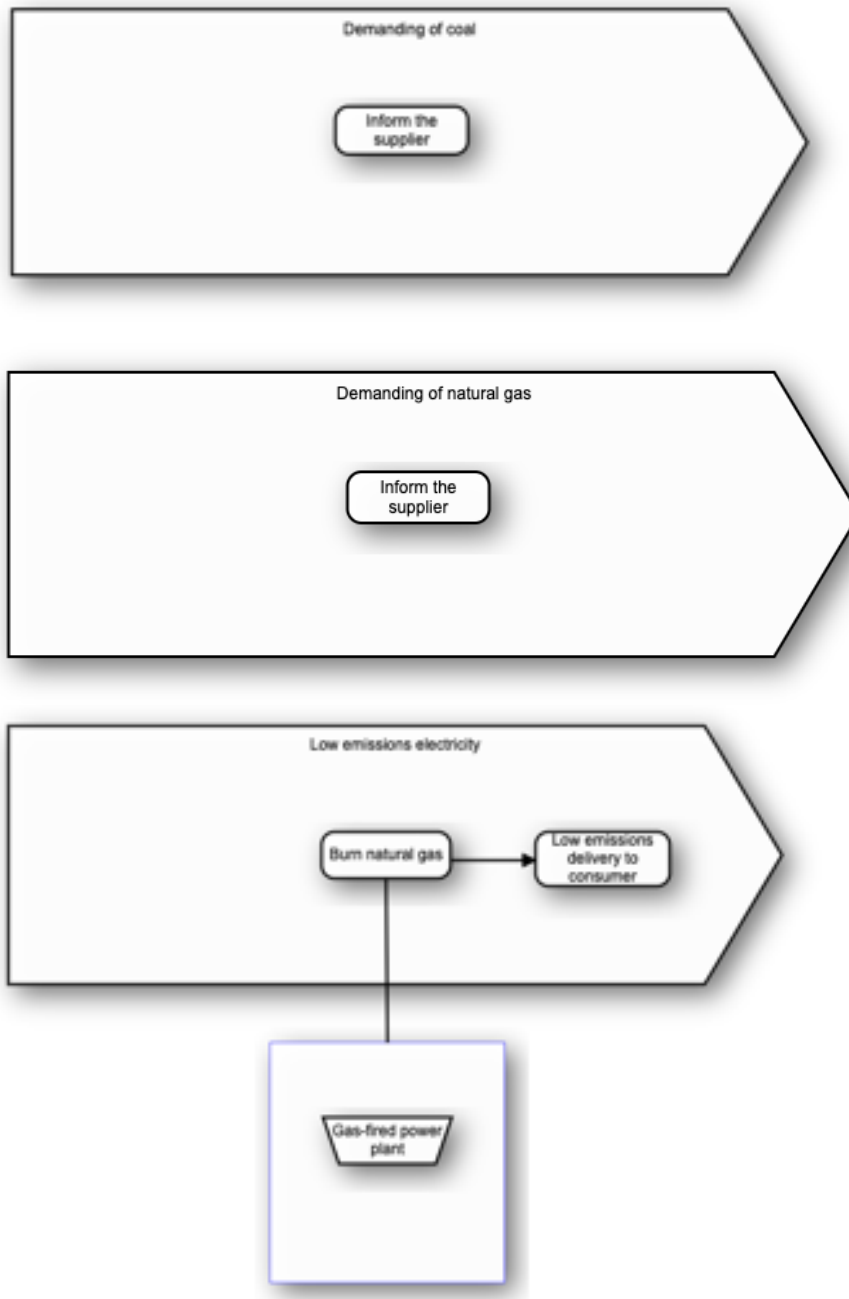 Demanding of coal
Inform the
supplier
Demanding of natural gas
Inform the
supplier
Low emissions electricity
Burn natural gas
Low emissions
delivery to
consumer
Gas-fired power
plant